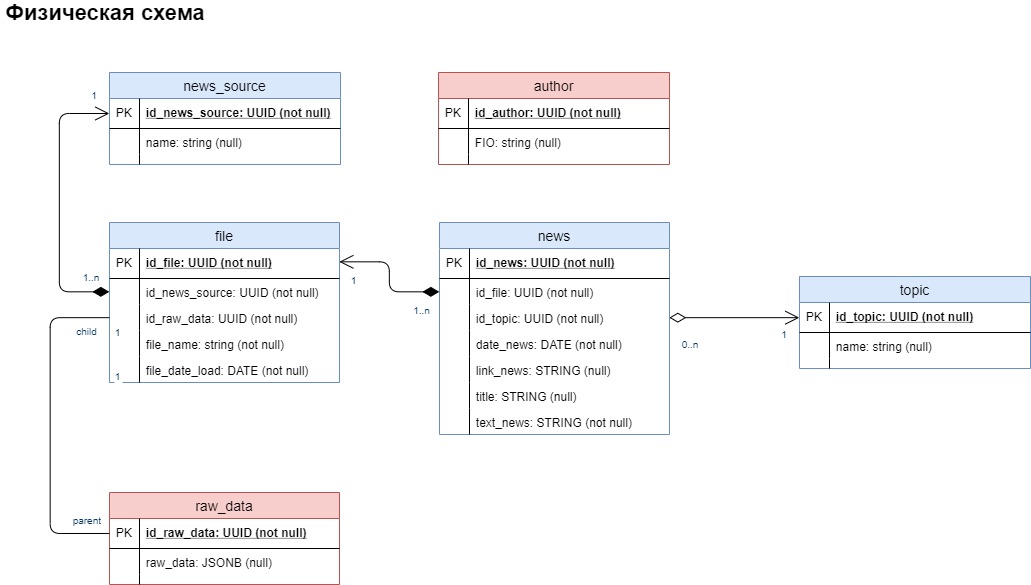 Физическая схема
news_source
PK id_news_source: UUID (not null)
name: string (null)
author
PK id_author: UUID (not null)
FIO: string (null)
1
1..n
file
PK id_file: UUID (not null)
id_news_source: UUID (not null)
id_raw_data: UUID (not null)
file_name: string (not null)
file_date_load: DATE (not null)
child
1
1
1
1..n
news
PK id_news: UUID (not null)
id_file: UUID (not null)
id_topic: UUID (not null)
date_news: DATE (not null)
link_news: STRING (null)
title: STRING (null)
text_news: STRING (not null)
0..n
1
topic
PK id_topic: UUID (not null)
name: string (null)
parent
raw_data
PK id_raw_data: UUID (not null)
raw_data: JSONB (null)